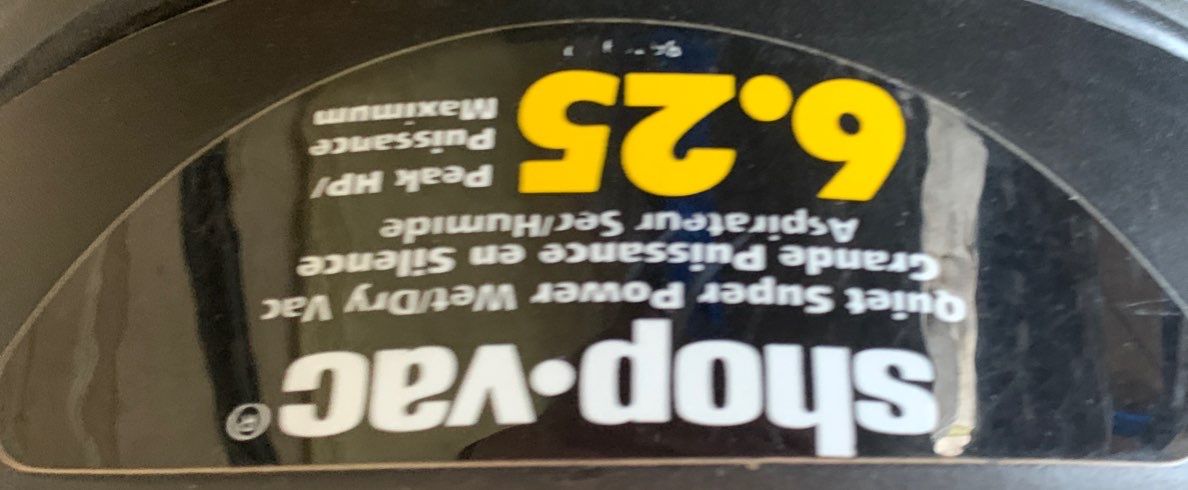 shop·vac®
Quiet Super Power Wet/Dry Vac
Grande Puissance en Silence
Aspirateur Sec/Humide
6.25 Peak HP/
Puissance
Maximum